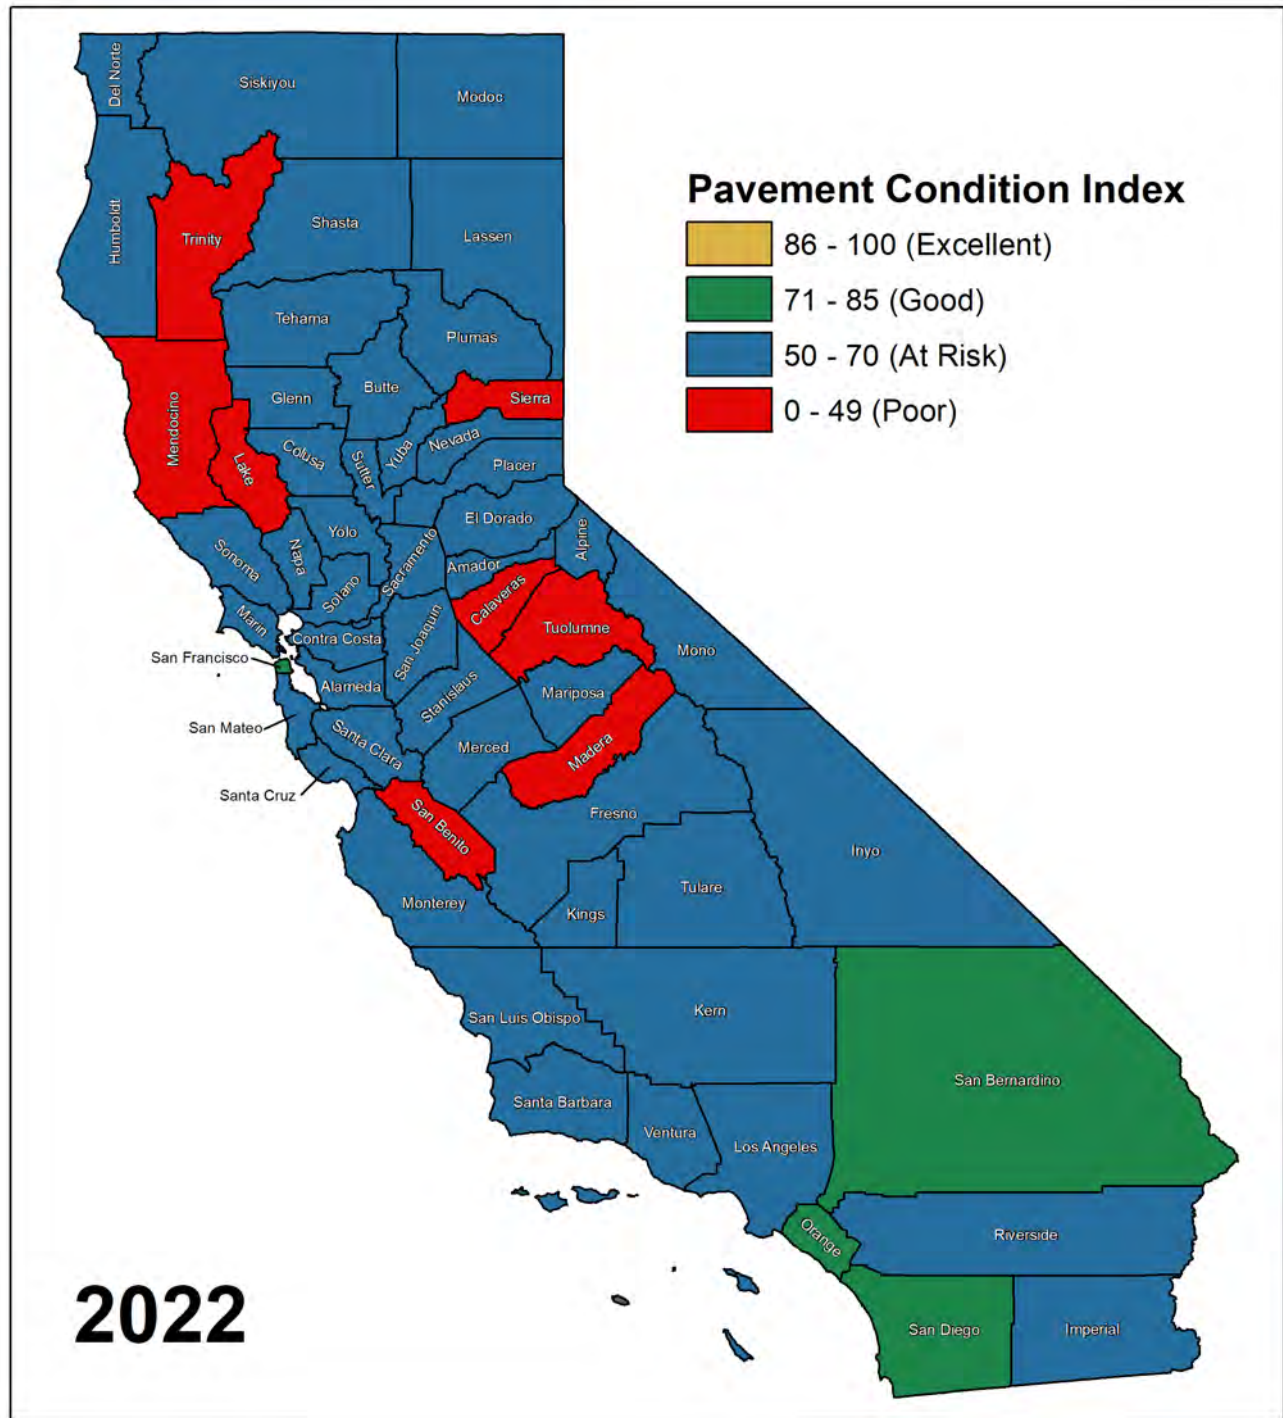 Del Norte
Siskiyou
Modoc
Humboldt
Trinity
Shasta
Lassen
Pavement Condition Index
86 - 100 (Excellent)
71 - 85 (Good)
50 - 70 (At Risk)
0 - 49 (Poor)
Tehama
Plumas
Mendocino
Glenn
Butte
Sierra
Lake
Colusa
Sutter
Yuba
Nevada
Placer
Sonoma
Napa
Yolo
Solano
Sacramento
El Dorado
Alpine
Amador
Marin
Contra Costa
San Joaquin
Calaveras
Tuolumne
Mono
San Francisco
Alameda
Stanislaus
Mariposa
San Mateo
Santa Clara
Merced
Madera
Santa Cruz
San Benito
Fresno
Inyo
Monterey
Kings
Tulare
San Luis Obispo
Kern
San Bernardino
Santa Barbara
Ventura
Los Angeles
Orange
Riverside
San Diego
Imperial
2022